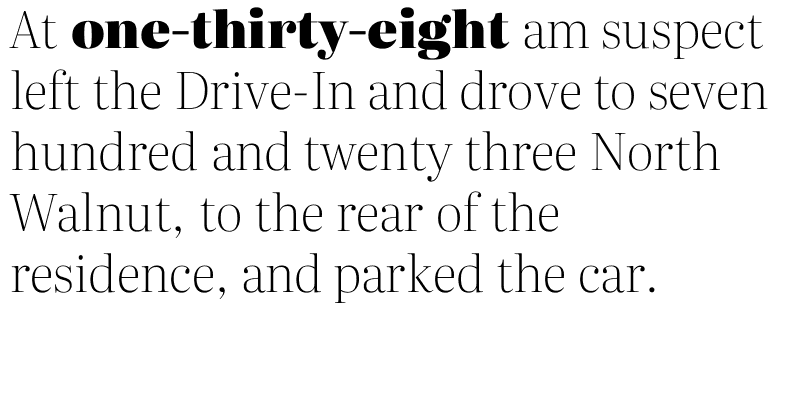 At one-thirty-eight am suspect
left the Drive-In and drove to seven
hundred and twenty three North
Walnut, to the rear of the
residence, and parked the car.